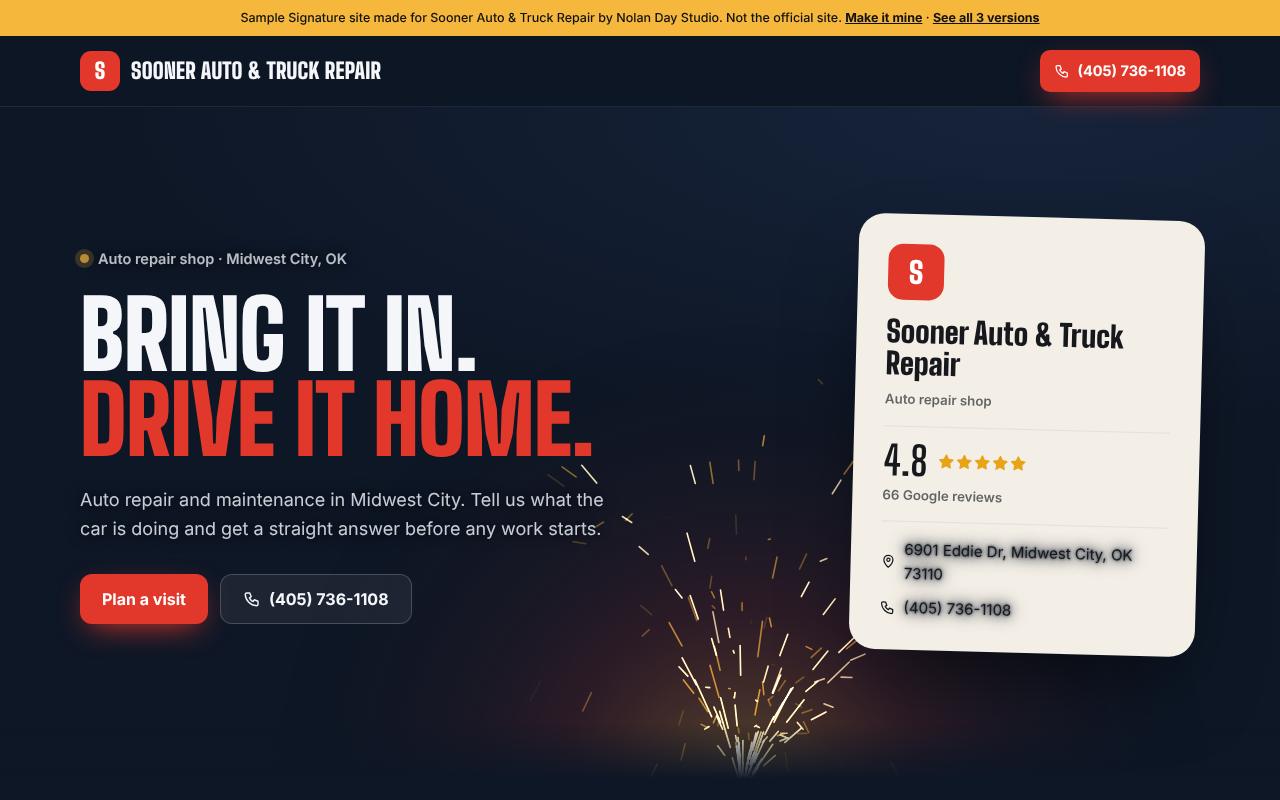 Sample Signature site made for Sooner Auto & Truck Repair by Nolan Day Studio. Not the official site. Make it mine · See all 3 versions
S SOONER AUTO & TRUCK REPAIR
(405) 736-1108
Auto repair shop · Midwest City, OK
BRING IT IN.
DRIVE IT HOME.
Auto repair and maintenance in Midwest City. Tell us what the
car is doing and get a straight answer before any work starts.
Plan a visit
(405) 736-1108
S
Sooner Auto & Truck
Repair
Auto repair shop
4.8
66 Google reviews
6901 Eddie Dr, Midwest City, OK
73110
(405) 736-1108